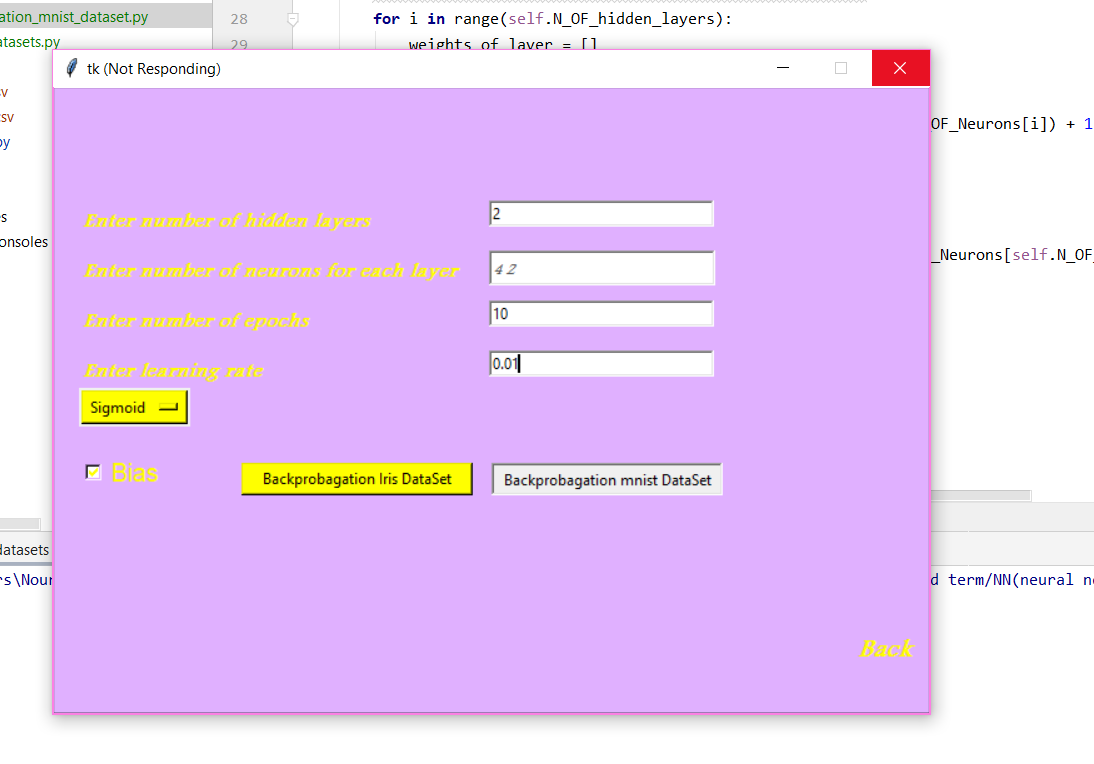 ation_mnist_dataset.py
28
for i in range(self.N_OF_hidden_layers):
atasets.py
29
weights_of_layer = []
tk (Not Responding)
sv
csv
OF_Neurons[i]) + 1
py
s
Enter number of hidden layers
2
onsoles
_Neurons[self.N_OF_
Enter number of neurons for each layer
4 2
Enter number of epochs
10
Enter learning rate
0.01
Sigmoid
Bias
Backprobagation Iris DataSet
Backprobagation mnist DataSet
datasets
rs\Nour
d term/NN(neural ne
Back